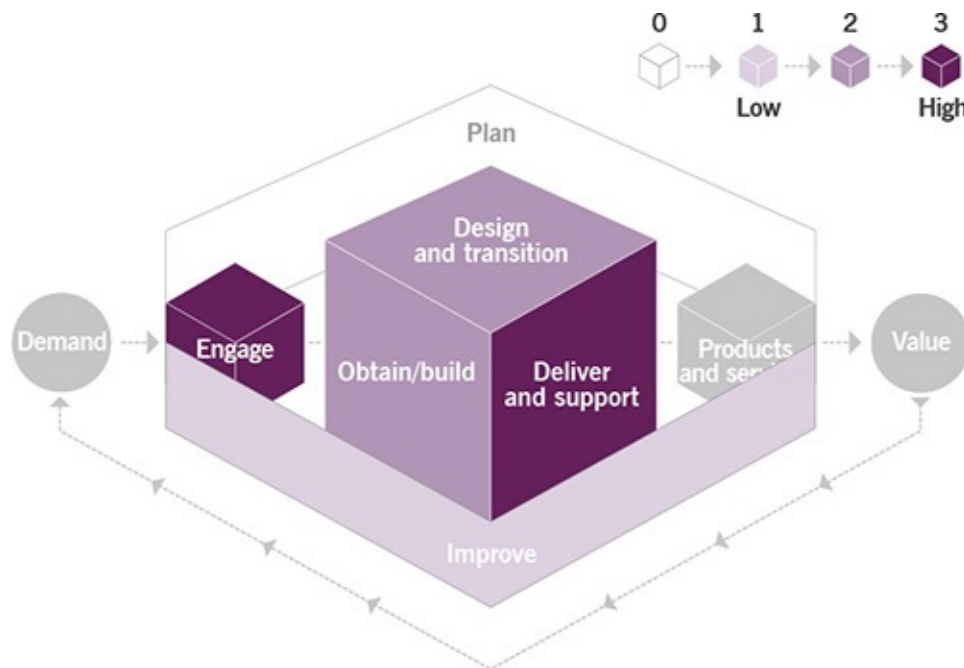 0 1 2 3
Low High
Plan
Design
and transition
Demand
Engage
Obtain/build
Deliver
and support
Products
and
Value
Improve